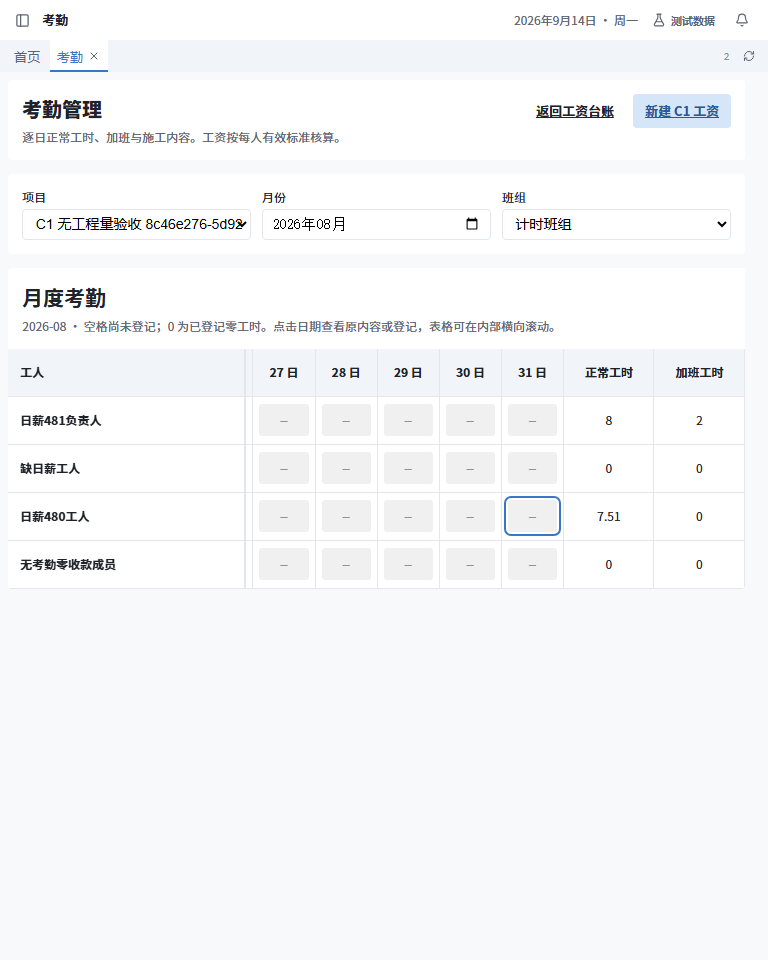 考勤
2026年9月14日 · 周一
测试数据
首页
考勤
2
考勤管理
逐日正常工时、加班与施工内容。工资按每人有效标准核算。
返回工资台账
新建 C1 工资
项目
月份
班组
C1 无工程量验收 8c46e276-5d92
2026年08月
计时班组
月度考勤
2026-08 · 空格尚未登记；0 为已登记零工时。点击日期查看原内容或登记，表格可在内部横向滚动。
工人 27 日 28 日 29 日 30 日 31 日 正常工时 加班工时
日薪481负责人 — — — — — 8 2
缺日薪工人 — — — — — 0 0
日薪480工人 — — — — — 7.51 0
无考勤零收款成员 — — — — — 0 0